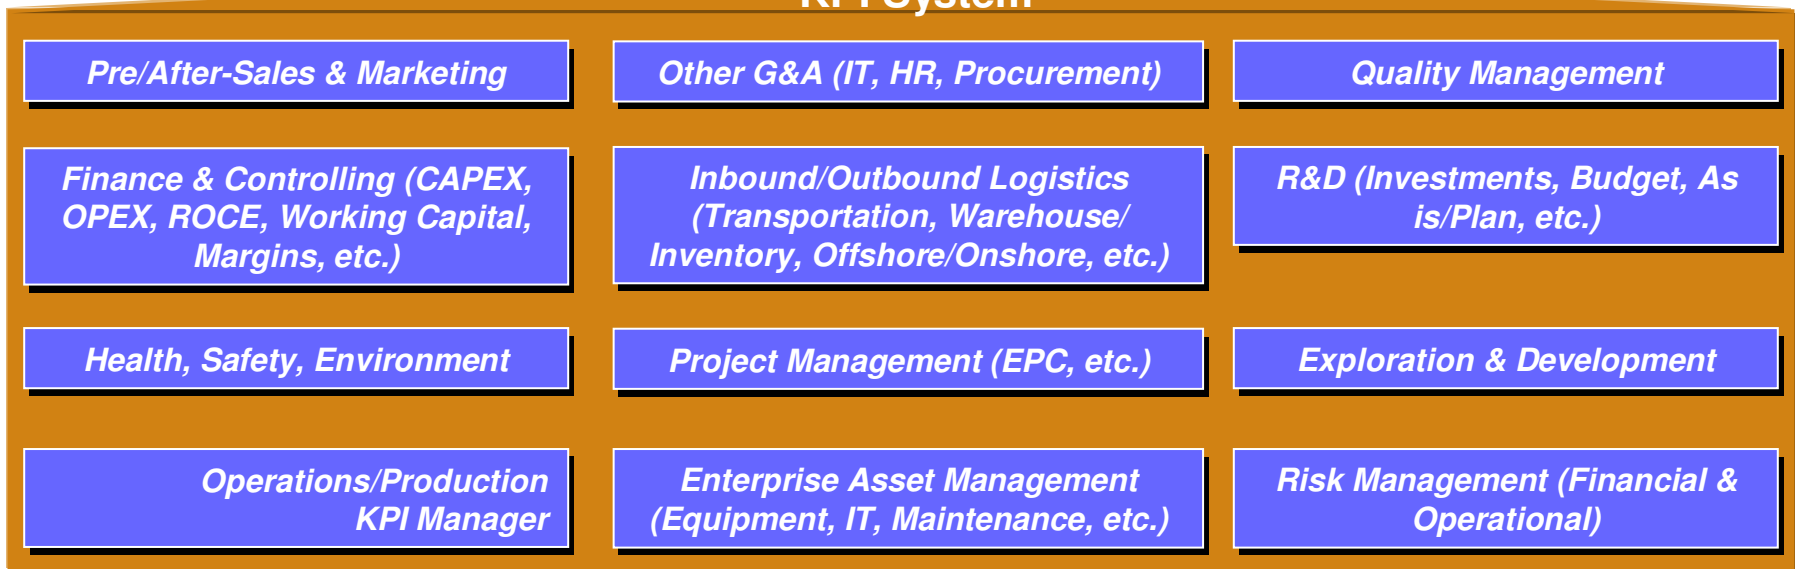 KPI System
Pre/After-Sales & Marketing
Other G&A (IT, HR, Procurement)
Quality Management
Finance & Controlling (CAPEX,
OPEX, ROCE, Working Capital,
Margins, etc.)
Inbound/Outbound Logistics
(Transportation, Warehouse/
Inventory, Offshore/Onshore, etc.)
R&D (Investments, Budget, As
is/Plan, etc.)
Health, Safety, Environment
Project Management (EPC, etc.)
Exploration & Development
Operations/Production
KPI Manager
Enterprise Asset Management
(Equipment, IT, Maintenance, etc.)
Risk Management (Financial &
Operational)